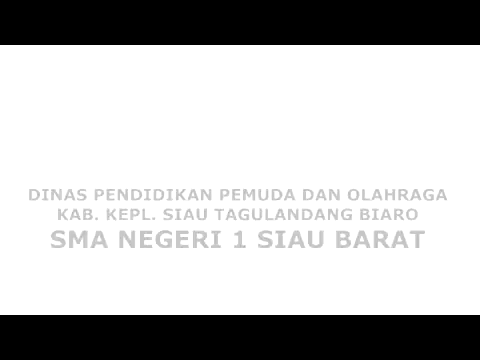 DINAS PENDIDIKAN PEMUDA DAN OLAHRAGA
KAB. KEPL. SIAU TAGULANDANG BIARO
SMA NEGERI 1 SIAU BARAT